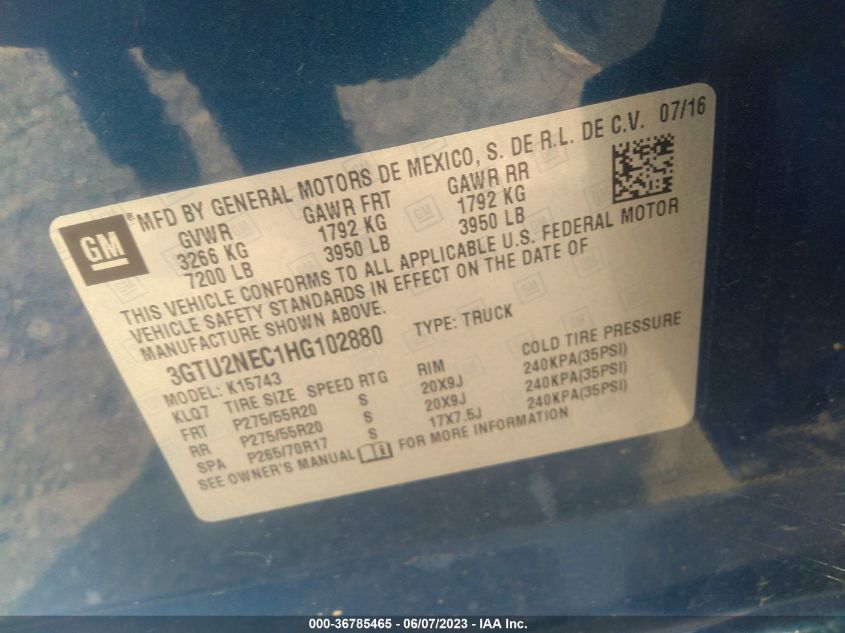 GM ® MFD BY GENERAL MOTORS DE MEXICO, S. DE R.L. DE C.V. 07/16
GVWR GAWR FRT GAWR RR
3266 KG 1792 KG 1792 KG
7200 LB 3950 LB 3950 LB
THIS VEHICLE CONFORMS TO ALL APPLICABLE U.S. FEDERAL MOTOR
VEHICLE SAFETY STANDARDS IN EFFECT ON THE DATE OF
MANUFACTURE SHOWN ABOVE.
3GTU2NEC1HG102880 TYPE: TRUCK
MODEL: K15743
KLQ7 TIRE SIZE SPEED RTG RIM COLD TIRE PRESSURE
FRT P275/55R20 S 20X9J 240KPA(35PSI)
RR P275/55R20 S 20X9J 240KPA(35PSI)
SPA P265/70R17 S 17X7.5J 240KPA(35PSI)
SEE OWNER'S MANUAL FOR MORE INFORMATION
000-36785465 - 06/07/2023 - IAA Inc.